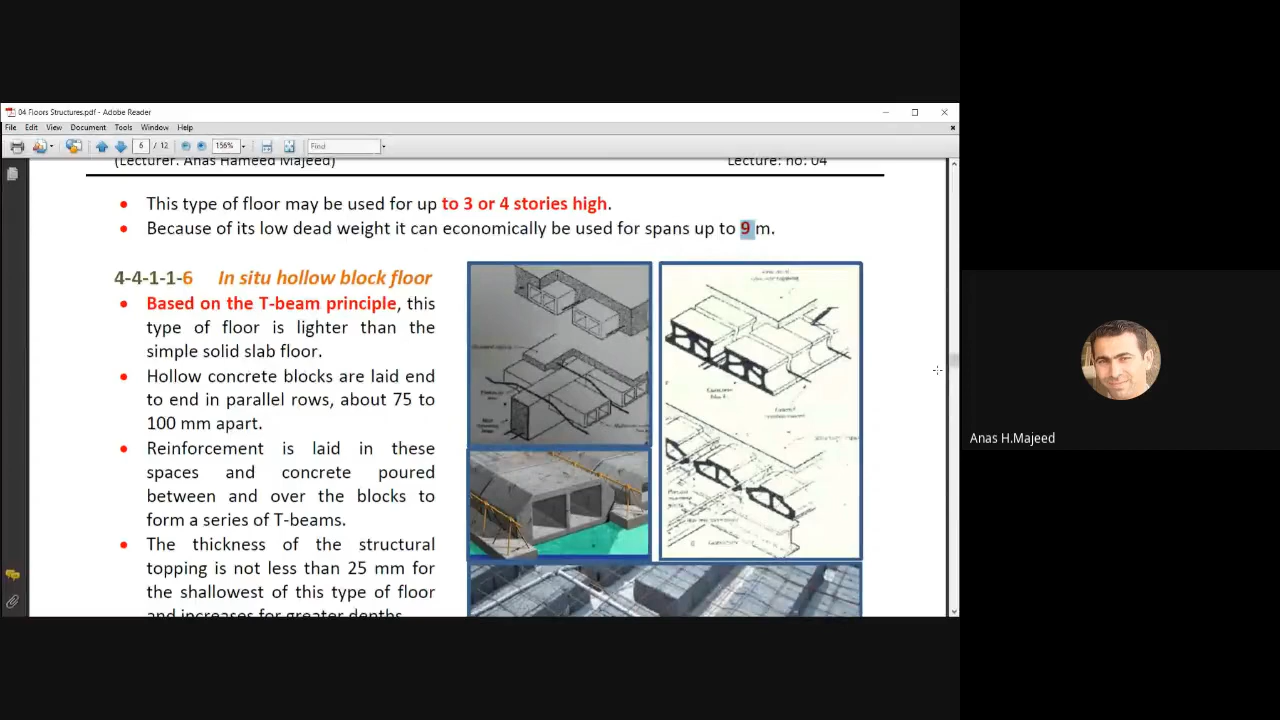 04 Floors Structures.pdf - Adobe Reader
File Edit View Document Tools Window Help
6 / 12 156% Find
(Lecturer. Anas Hameed Majeed) Lecture: no: 04
• This type of floor may be used for up to 3 or 4 stories high.
• Because of its low dead weight it can economically be used for spans up to 9 m.
4-4-1-1-6 In situ hollow block floor
• Based on the T-beam principle, this
type of floor is lighter than the
simple solid slab floor.
• Hollow concrete blocks are laid end
to end in parallel rows, about 75 to
100 mm apart.
• Reinforcement is laid in these
spaces and concrete poured
between and over the blocks to
form a series of T-beams.
• The thickness of the structural
topping is not less than 25 mm for
the shallowest of this type of floor
and increases for greater depths.
Anas H.Majeed